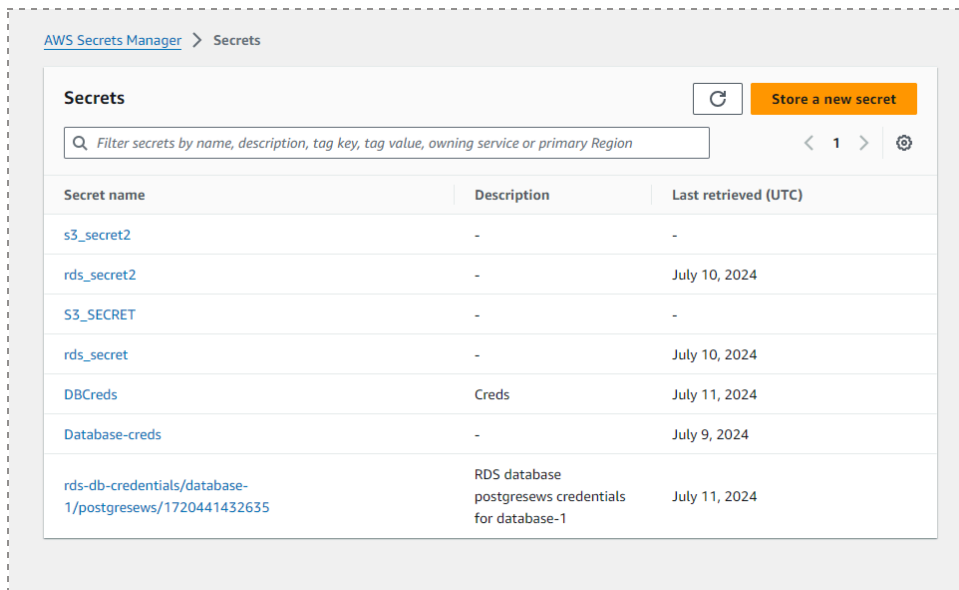 AWS Secrets Manager > Secrets
Secrets
Store a new secret
Filter secrets by name, description, tag key, tag value, owning service or primary Region
< 1 >
Secret name Description Last retrieved (UTC)
s3_secret2 - -
rds_secret2 - July 10, 2024
S3_SECRET - -
rds_secret - July 10, 2024
DBCreds Creds July 11, 2024
Database-creds - July 9, 2024
rds-db-credentials/database-
1/postgresews/1720441432635
RDS database
postgresews credentials
for database-1
July 11, 2024